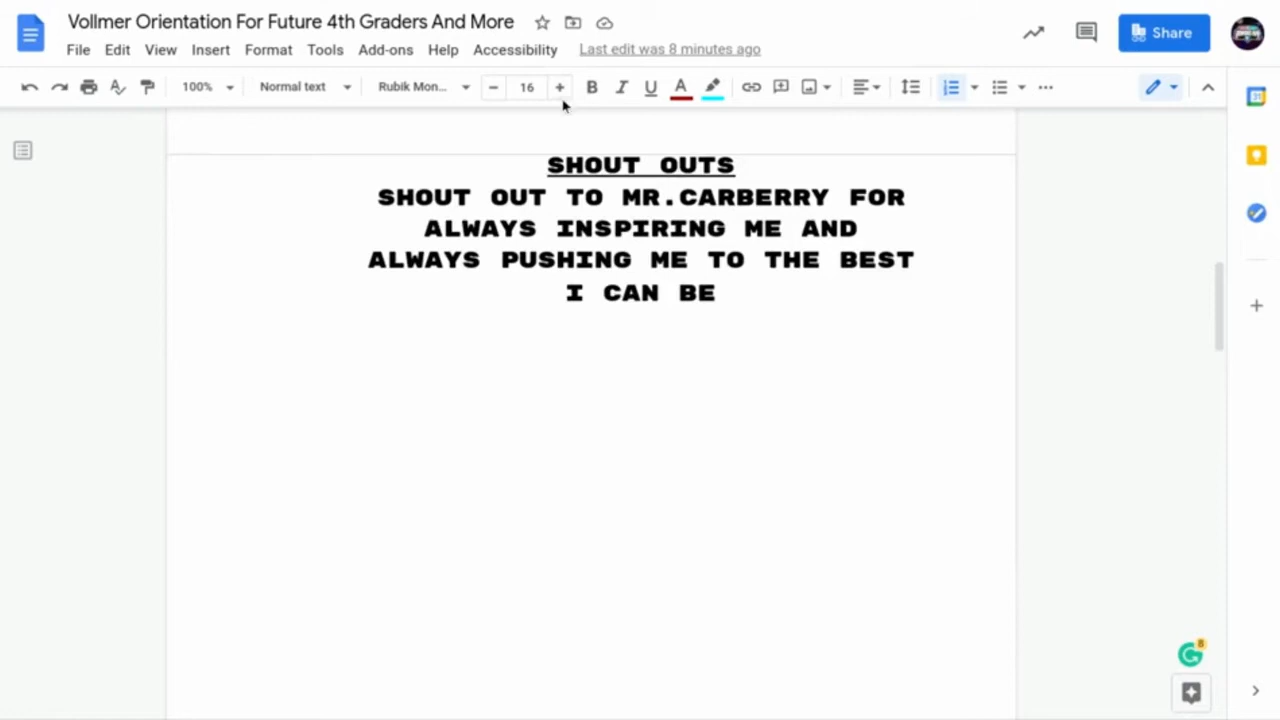 Vollmer Orientation For Future 4th Graders And More
File Edit View Insert Format Tools Add-ons Help Accessibility Last edit was 8 minutes ago
Share
100% Normal text Rubik Mon... 16 B I U A
31
SHOUT OUTS
SHOUT OUT TO MR.CARBERRY FOR
ALWAYS INSPIRING ME AND
ALWAYS PUSHING ME TO THE BEST
I CAN BE
8